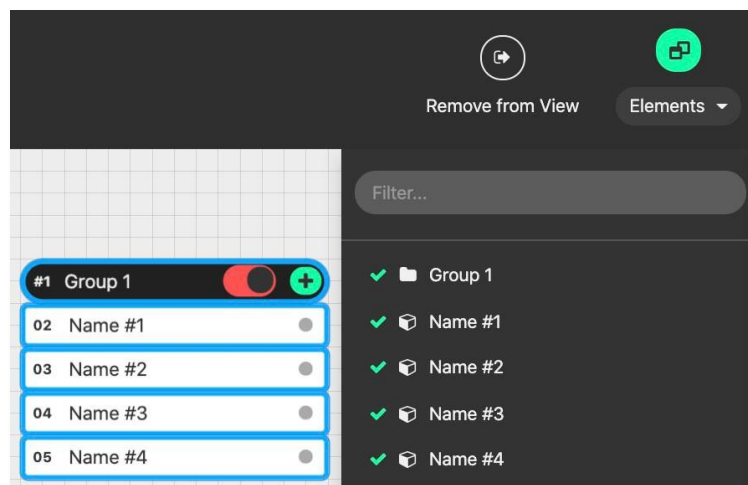 Remove from View
Elements
Filter...
#1 Group 1
02 Name #1
03 Name #2
04 Name #3
05 Name #4
Group 1
Name #1
Name #2
Name #3
Name #4